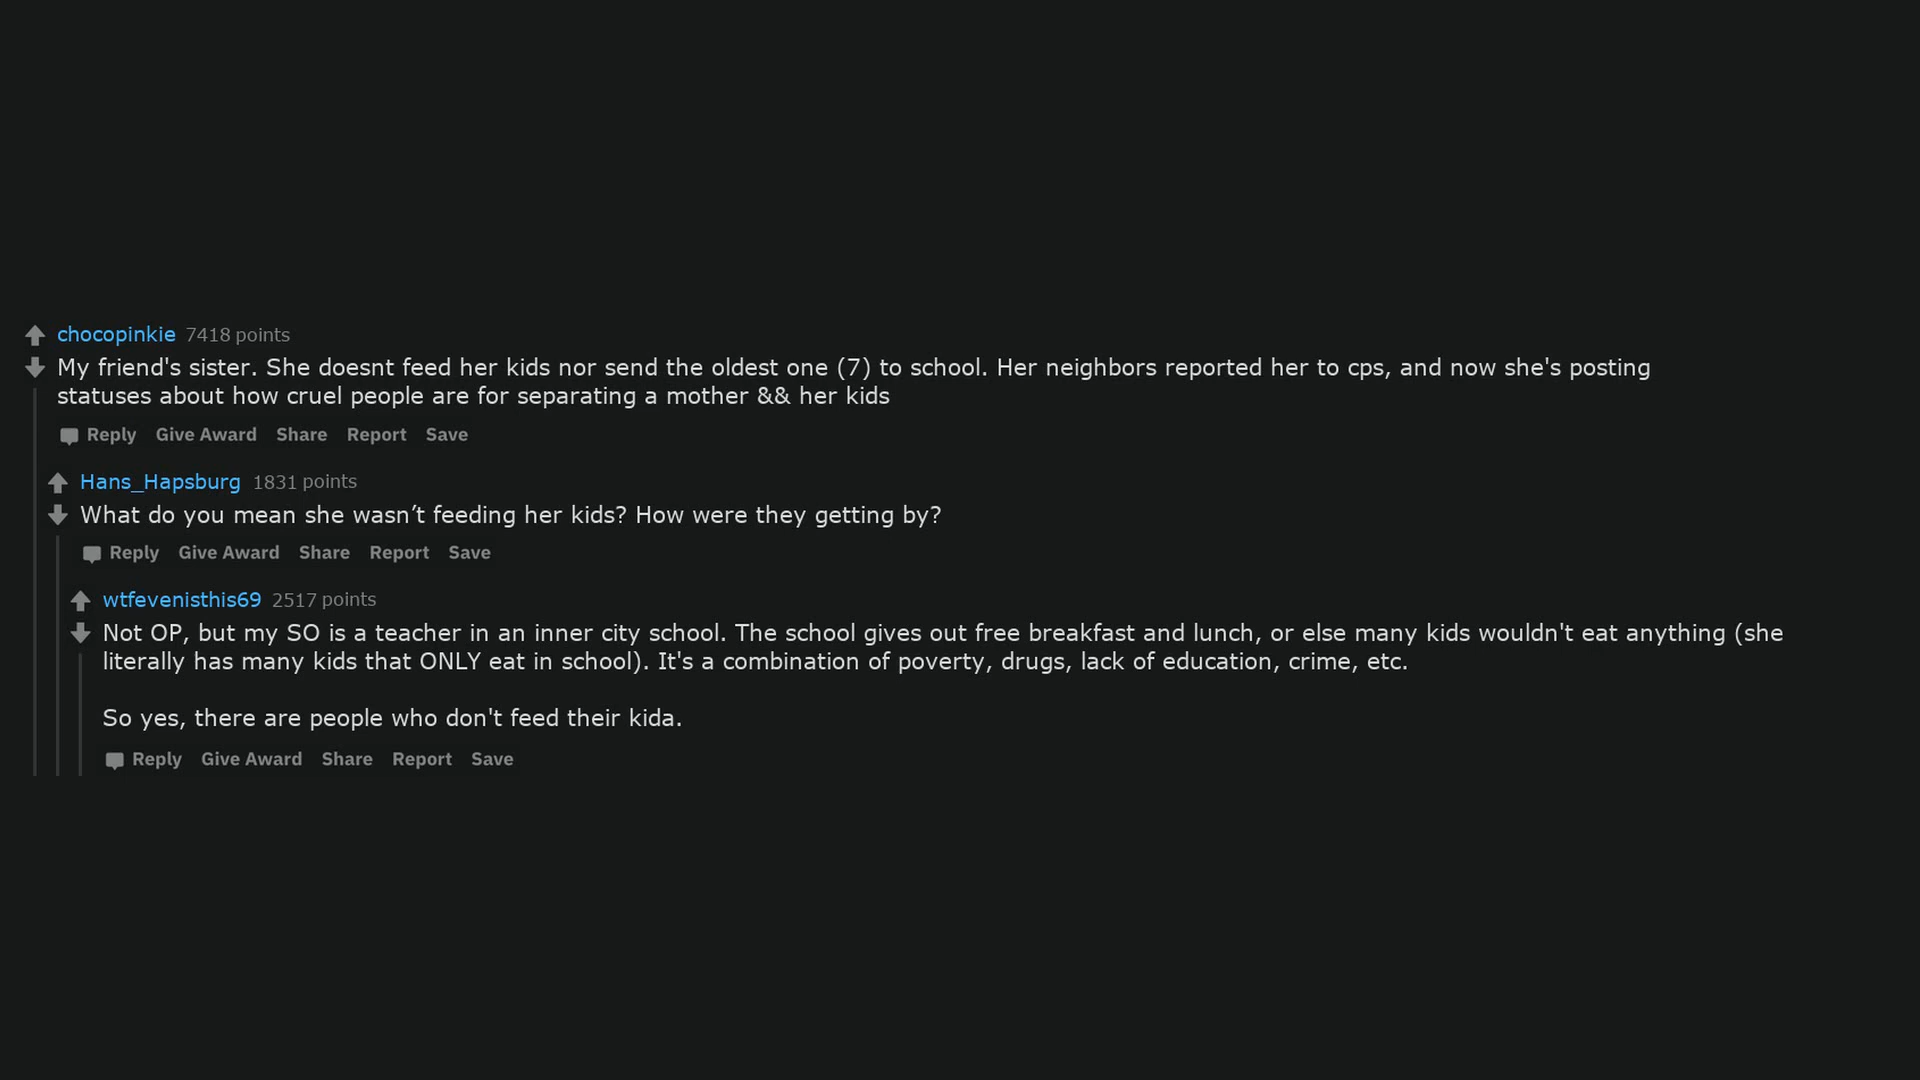 chocopinkie 7418 points
My friend's sister. She doesnt feed her kids nor send the oldest one (7) to school. Her neighbors reported her to cps, and now she's posting
statuses about how cruel people are for separating a mother && her kids
Reply Give Award Share Report Save
Hans_Hapsburg 1831 points
What do you mean she wasn’t feeding her kids? How were they getting by?
Reply Give Award Share Report Save
wtfevenisthis69 2517 points
Not OP, but my SO is a teacher in an inner city school. The school gives out free breakfast and lunch, or else many kids wouldn't eat anything (she
literally has many kids that ONLY eat in school). It's a combination of poverty, drugs, lack of education, crime, etc.
So yes, there are people who don't feed their kida.
Reply Give Award Share Report Save